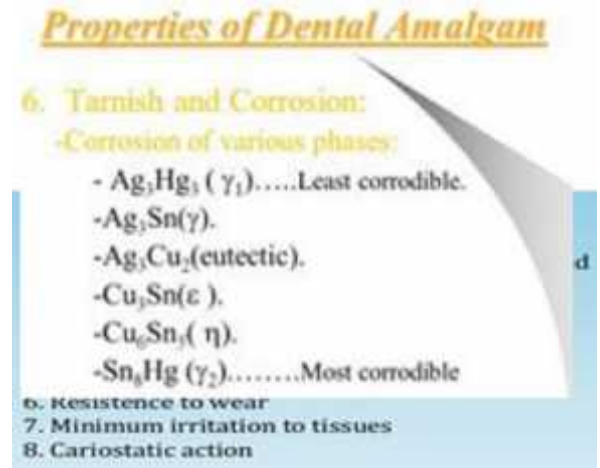 Properties of Dental Amalgam
6. Tarnish and Corrosion:
-Corrosion of various phases:
- Ag₂Hg₃ ( γ₁)…..Least corrodible.
-Ag₃Sn(γ).
-Ag₃Cu₂(eutectic).
-Cu₃Sn(ε ).
-Cu₆Sn₅( η).
-Sn₈Hg (γ₂)……..Most corrodible
d
6. Resistence to wear
7. Minimum irritation to tissues
8. Cariostatic action